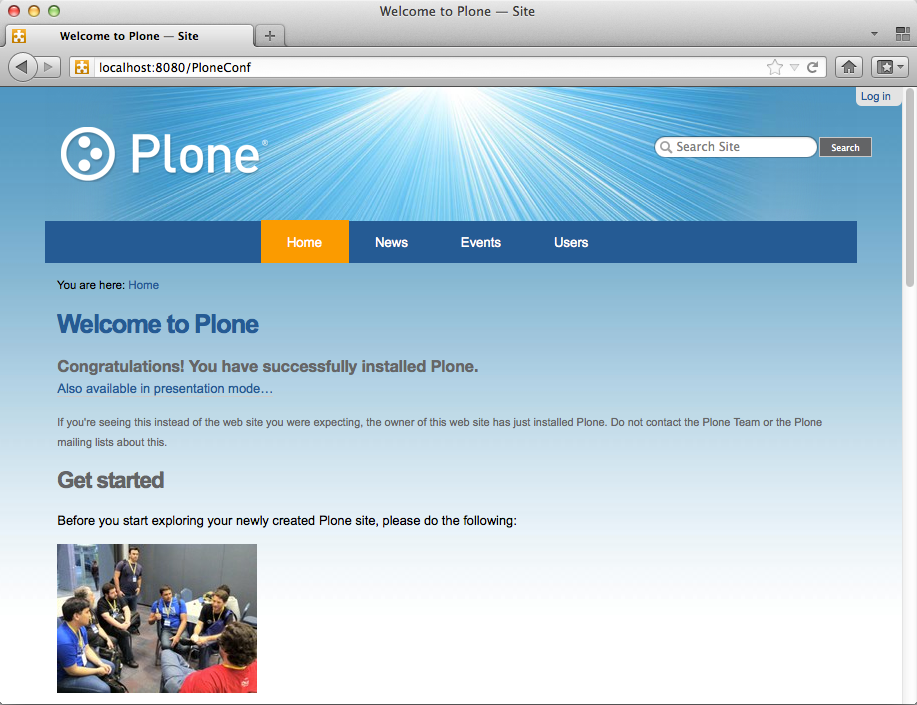 Welcome to Plone — Site
Welcome to Plone — Site
localhost:8080/PloneConf
Log in
Plone®
Search Site
Search
Home
News
Events
Users
You are here: Home
Welcome to Plone
Congratulations! You have successfully installed Plone.
Also available in presentation mode…
If you're seeing this instead of the web site you were expecting, the owner of this web site has just installed Plone. Do not contact the Plone Team or the Plone
mailing lists about this.
Get started
Before you start exploring your newly created Plone site, please do the following: